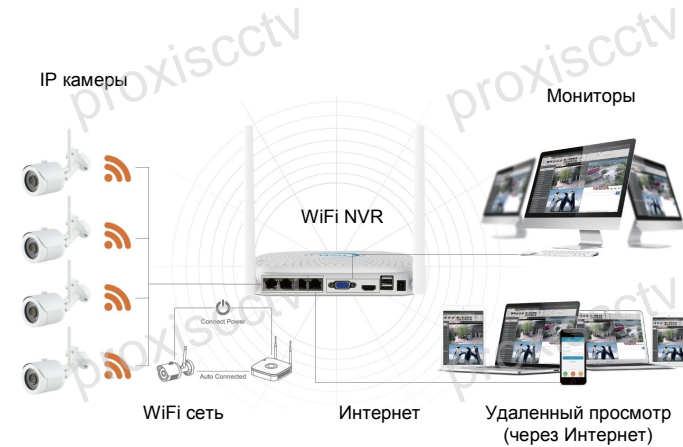 proxiscctv
proxiscctv
IP камеры
Мониторы
WiFi NVR
Connect Power
Auto Connected
proxiscctv
proxiscctv
WiFi сеть
Интернет
Удаленный просмотр
(через Интернет)